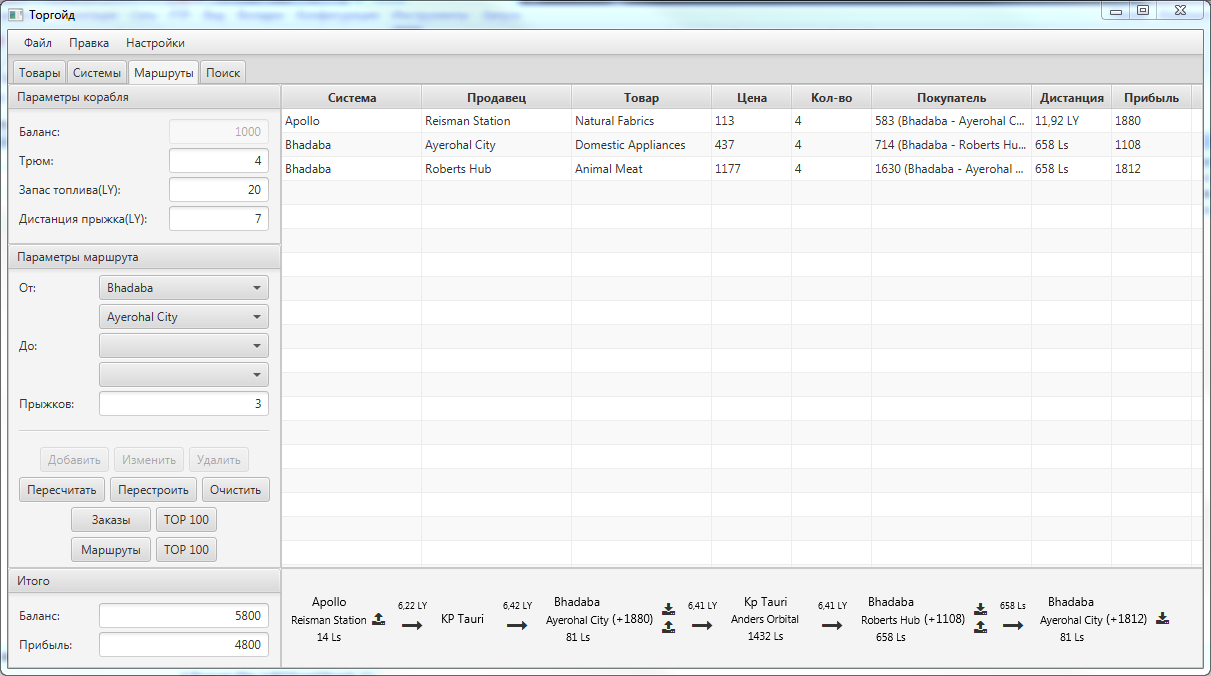 Торгойд
Файл Правка Настройки
Товары Системы Маршруты Поиск
Параметры корабля
Баланс: 1000
Трюм: 4
Запас топлива(LY): 20
Дистанция прыжка(LY): 7
Параметры маршрута
От: Bhadaba
Ayerohal City
До:
Прыжков: 3
Добавить Изменить Удалить
Пересчитать Перестроить Очистить
Заказы TOP 100
Маршруты TOP 100
Итого
Баланс: 5800
Прибыль: 4800
Система Продавец Товар Цена Кол-во Покупатель Дистанция Прибыль
Apollo Reisman Station Natural Fabrics 113 4 583 (Bhadaba - Ayerohal C... 11,92 LY 1880
Bhadaba Ayerohal City Domestic Appliances 437 4 714 (Bhadaba - Roberts Hu... 658 Ls 1108
Bhadaba Roberts Hub Animal Meat 1177 4 1630 (Bhadaba - Ayerohal ... 658 Ls 1812
Apollo
Reisman Station
14 Ls
6,22 LY
KP Tauri
6,42 LY
Bhadaba
Ayerohal City (+1880)
81 Ls
6,41 LY
Kp Tauri
Anders Orbital
1432 Ls
6,41 LY
Bhadaba
Roberts Hub (+1108)
658 Ls
658 Ls
Bhadaba
Ayerohal City (+1812)
81 Ls